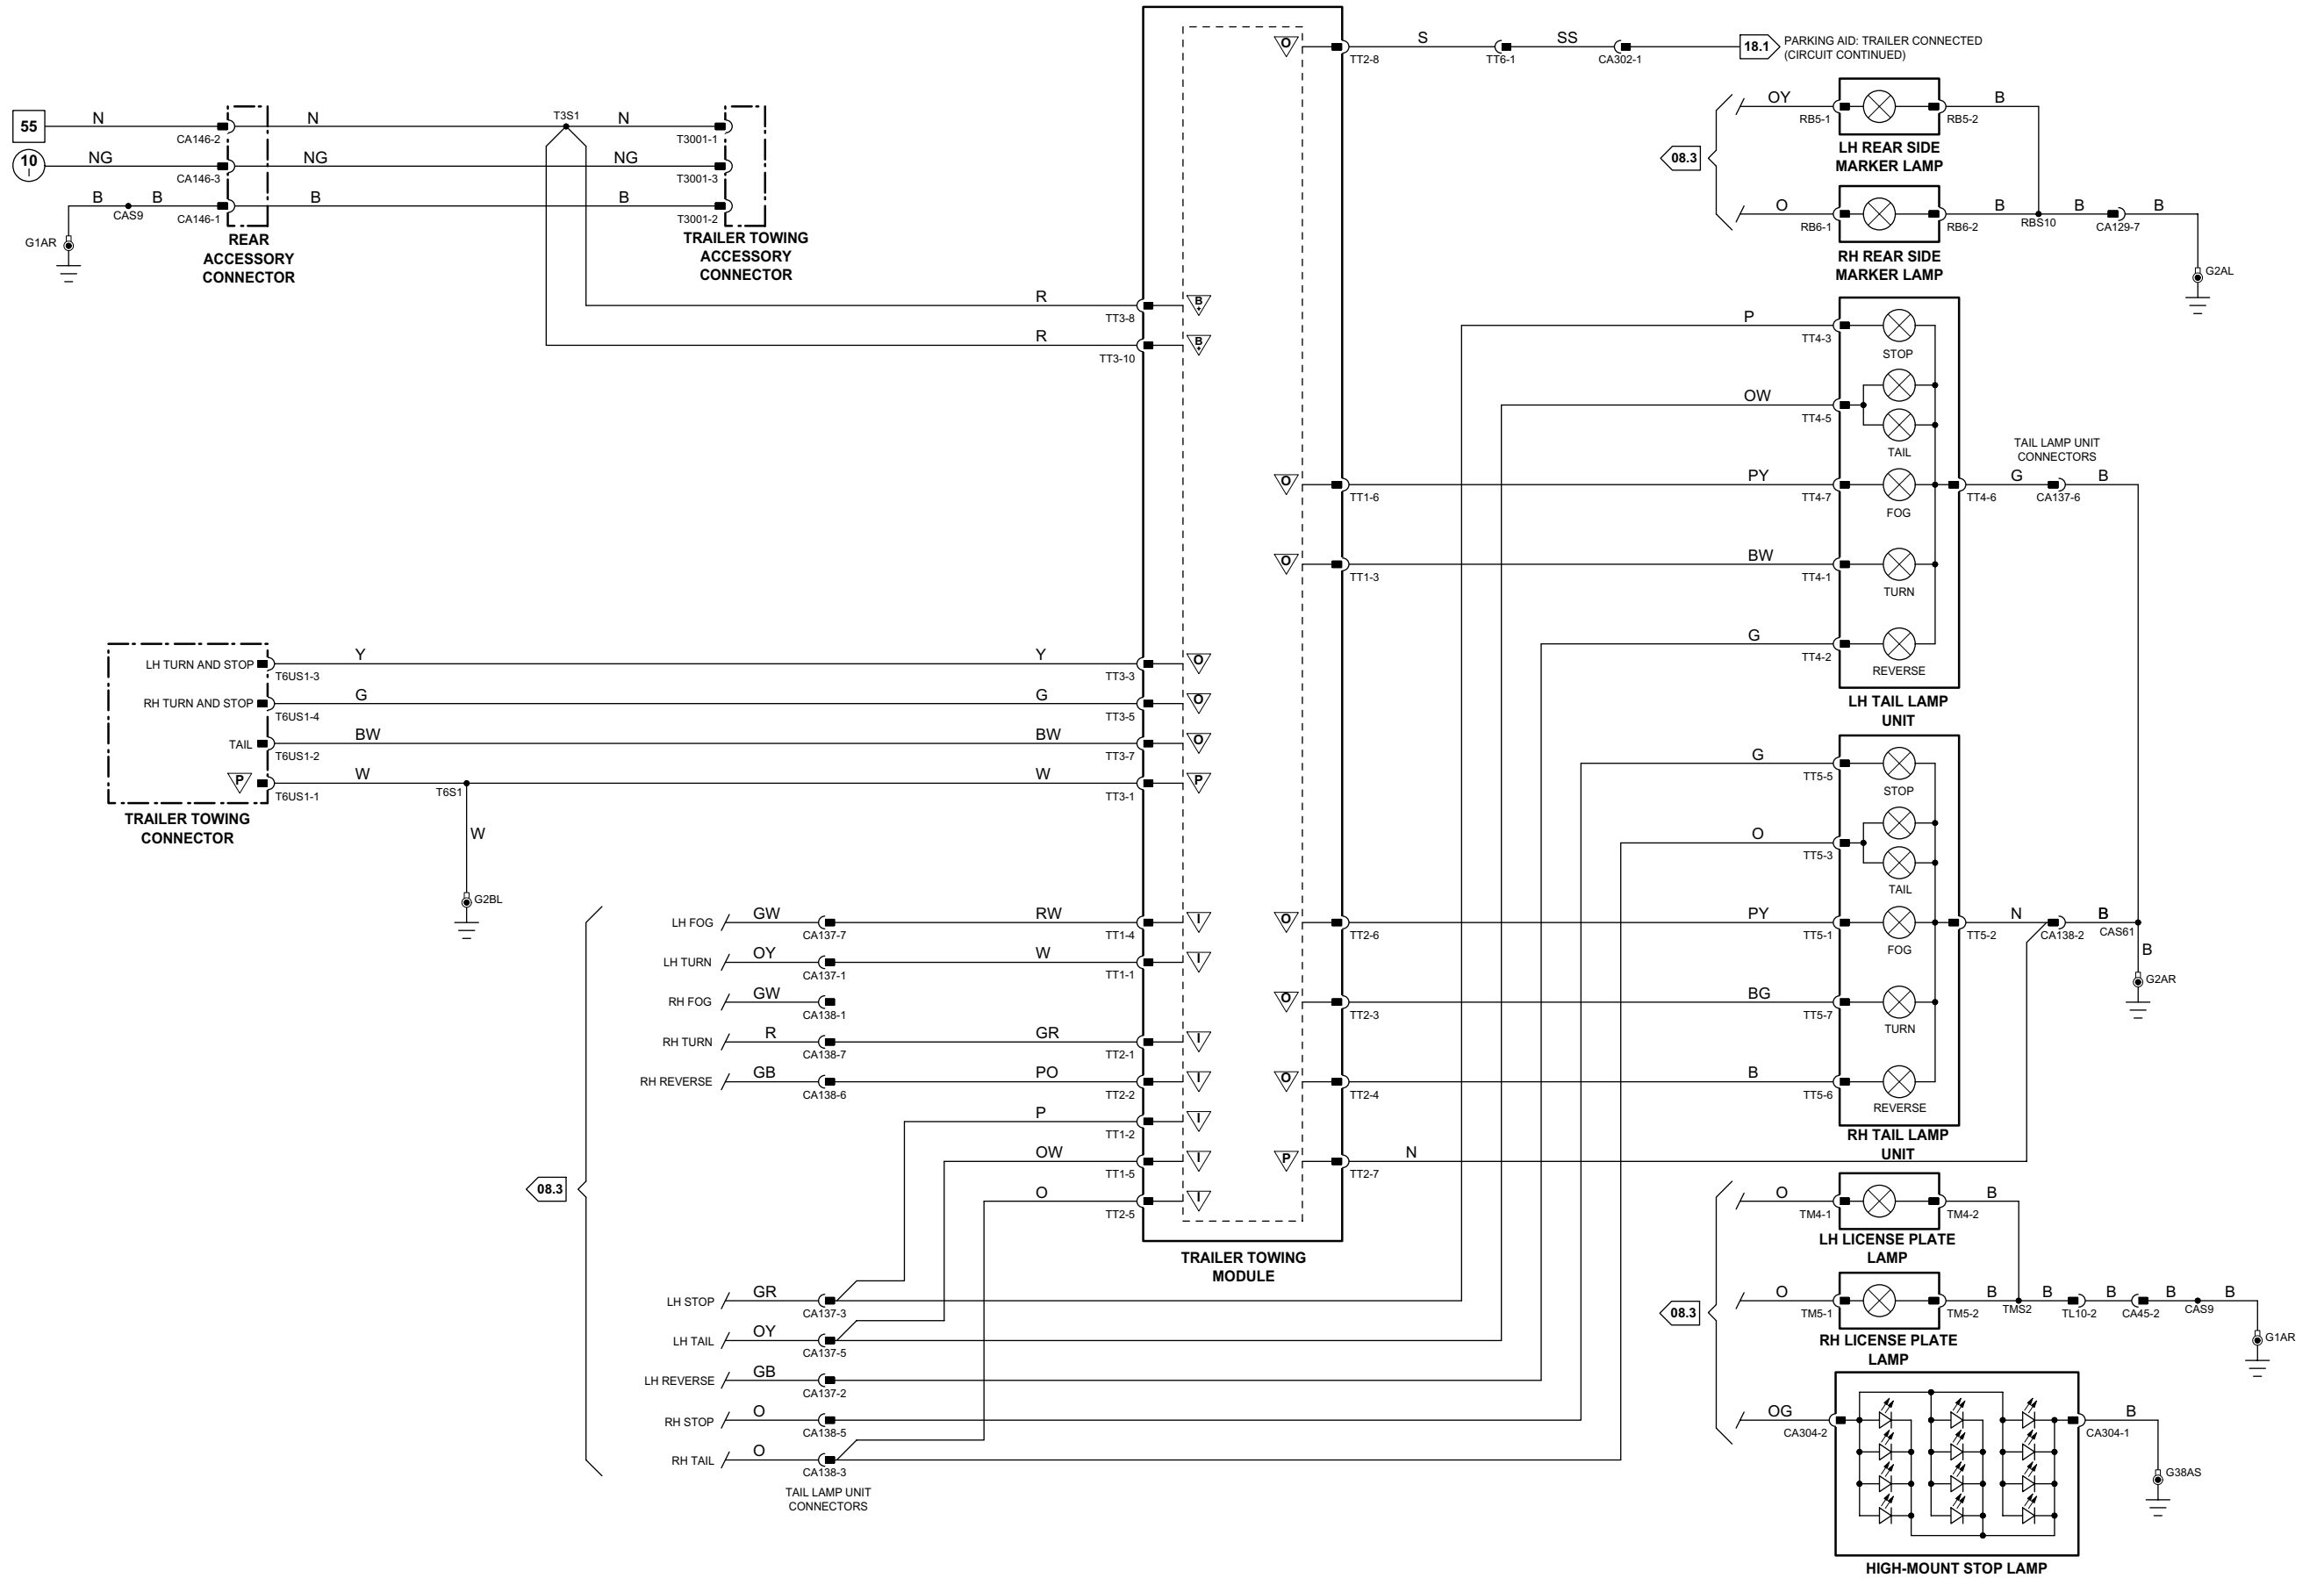 O
S
SS
TT2-8
TT6-1
CA302-1
18.1
PARKING AID: TRAILER CONNECTED
(CIRCUIT CONTINUED)
55
N
CA146-2
N
T3S1
N
T3001-1
10
I
NG
CA146-3
NG
NG
T3001-3
B
CAS9
B
CA146-1
B
B
T3001-2
G1AR
REAR
ACCESSORY
CONNECTOR
TRAILER TOWING
ACCESSORY
CONNECTOR
R
TT3-8
B
+
R
TT3-10
B
+
08.3
OY
RB5-1
RB5-2
B
LH REAR SIDE
MARKER LAMP
O
RB6-1
RB6-2
B
RBS10
B
CA129-7
B
G2AL
RH REAR SIDE
MARKER LAMP
P
TT4-3
STOP
OW
TT4-5
TAIL
O
TT1-6
PY
TT4-7
FOG
TT4-6
TAIL LAMP UNIT
CONNECTORS
G
CA137-6
B
O
TT1-3
BW
TT4-1
TURN
G
TT4-2
REVERSE
LH TAIL LAMP
UNIT
LH TURN AND STOP
T6US1-3
Y
Y
TT3-3
O
RH TURN AND STOP
T6US1-4
G
G
TT3-5
O
TAIL
T6US1-2
BW
BW
TT3-7
O
P
T6US1-1
W
T6S1
W
TT3-1
P
TRAILER TOWING
CONNECTOR
W
G2BL
G
TT5-5
STOP
O
TT5-3
TAIL
08.3
LH FOG
GW
CA137-7
RW
TT1-4
I
O
TT2-6
PY
TT5-1
FOG
TT5-2
N
CA138-2
B
CAS61
B
G2AR
LH TURN
OY
CA137-1
W
TT1-1
I
RH FOG
GW
CA138-1
O
TT2-3
BG
TT5-7
TURN
RH TURN
R
CA138-7
GR
TT2-1
I
RH REVERSE
GB
CA138-6
PO
TT2-2
I
O
TT2-4
B
TT5-6
REVERSE
RH TAIL LAMP
UNIT
P
TT1-2
I
OW
TT1-5
I
P
TT2-7
N
O
TT2-5
I
TRAILER TOWING
MODULE
LH STOP
GR
CA137-3
LH TAIL
OY
CA137-5
LH REVERSE
GB
CA137-2
RH STOP
O
CA138-5
RH TAIL
O
CA138-3
TAIL LAMP UNIT
CONNECTORS
08.3
O
TM4-1
TM4-2
B
LH LICENSE PLATE
LAMP
O
TM5-1
TM5-2
B
TMS2
B
TL10-2
B
CA45-2
B
CAS9
B
G1AR
RH LICENSE PLATE
LAMP
OG
CA304-2
CA304-1
B
G38AS
HIGH-MOUNT STOP LAMP